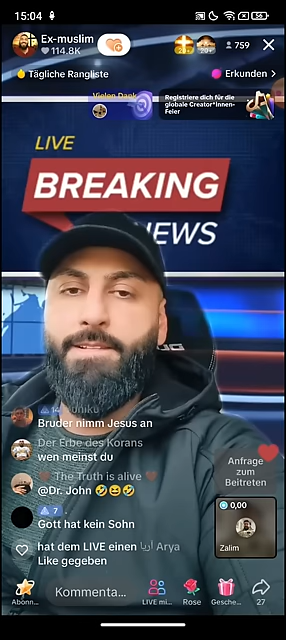 15:04
56
Ex-muslim
114.8K
20+
759
Tägliche Rangliste
Erkunden
Vielen Dank
Registriere dich für die
globale Creator*innen-
Feier
LIVE
BREAKING
NEWS
Bruder nimm Jesus an
Der Erbe des Korans
wen meinst du
The Truth is alive
@Dr. John 🤣😆🤣
7
Gott hat kein Sohn
hat dem LIVE einen آریا Arya
Like gegeben
Anfrage
zum
Beitreten
0,00
Zalim
Abonn...
Kommenta...
LIVE mi...
Rose
Gesche...
27